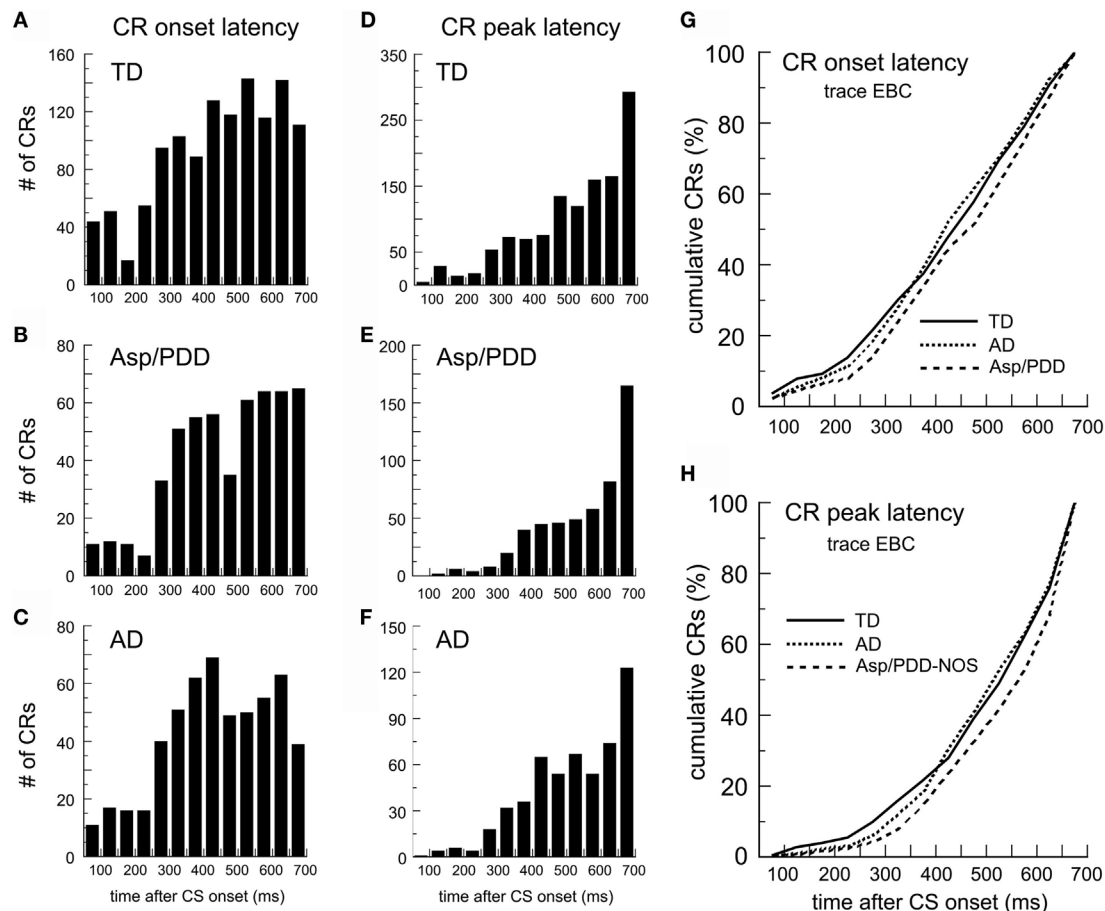 A
CR onset latency
TD
160
140
100
60
40
0
# of CRs
100 200 300 400 500 600 700
B
Asp/PDD
80
60
40
20
10
0
# of CRs
100 200 300 400 500 600 700
C
AD
80
60
40
20
10
0
# of CRs
100 200 300 400 500 600 700
time after CS onset (ms)
D
CR peak latency
TD
350
250
150
100
50
0
100 200 300 400 500 600 700
E
Asp/PDD
200
150
100
50
0
100 200 300 400 500 600 700
F
AD
150
120
90
60
30
0
100 200 300 400 500 600 700
time after CS onset (ms)
G
CR onset latency
trace EBC
100
80
60
40
20
0
cumulative CRs (%)
TD
AD
Asp/PDD
100 200 300 400 500 600 700
H
CR peak latency
trace EBC
100
80
60
40
20
0
cumulative CRs (%)
TD
AD
Asp/PDD-NOS
100 200 300 400 500 600 700
time after CS onset (ms)